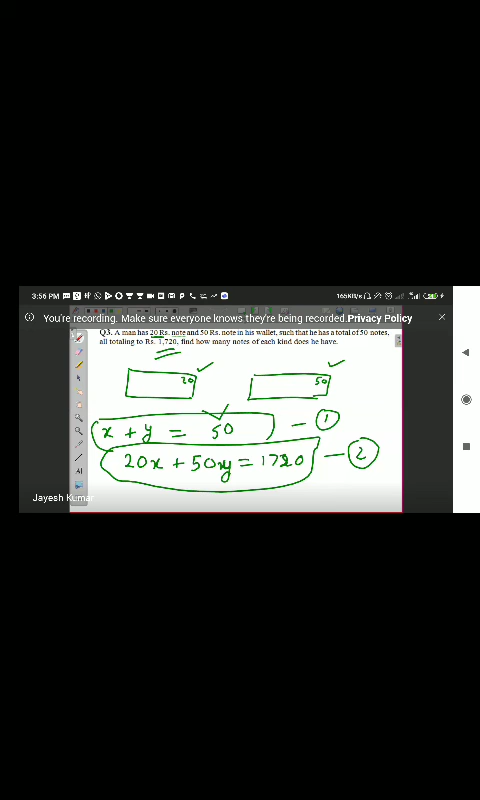 3:56 PM
165KB/s
You're recording. Make sure everyone knows they're being recorded. Privacy Policy
Q3. A man has 20 Rs. note and 50 Rs. note in his wallet, such that he has a total of 50 notes,
all totaling to Rs. 1,720, find how many notes of each kind does he have.
20 50
x + y = 50 — 1
20x + 50xy = 1720 — 2
AI
Jayesh Kumar